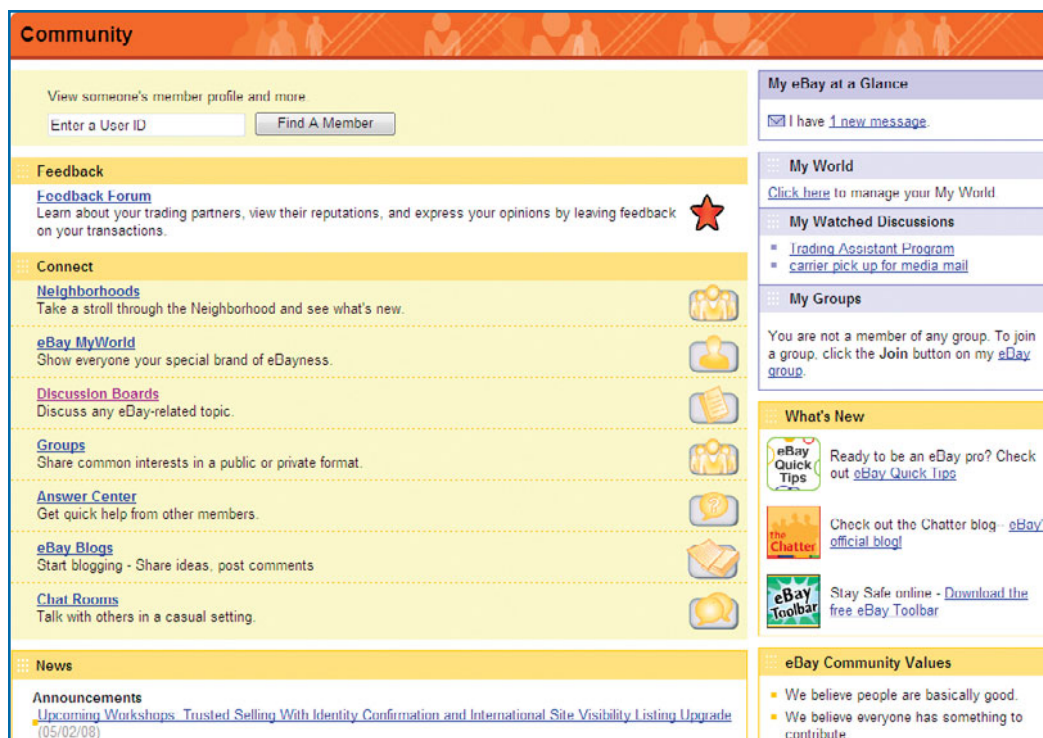 Community
View someone's member profile and more.
Enter a User ID
Find A Member
Feedback
Feedback Forum
Learn about your trading partners, view their reputations, and express your opinions by leaving feedback
on your transactions.
Connect
Neighborhoods
Take a stroll through the Neighborhood and see what's new.
eBay MyWorld
Show everyone your special brand of eBayness.
Discussion Boards
Discuss any eBay-related topic.
Groups
Share common interests in a public or private format.
Answer Center
Get quick help from other members.
eBay Blogs
Start blogging - Share ideas, post comments
Chat Rooms
Talk with others in a casual setting.
News
Announcements
Upcoming Workshops: Trusted Selling With Identity Confirmation and International Site Visibility Listing Upgrade
(05/02/08)
My eBay at a Glance
I have 1 new message.
My World
Click here to manage your My World
My Watched Discussions
Trading Assistant Program
carrier pick up for media mail
My Groups
You are not a member of any group. To join
a group, click the Join button on my eBay
group.
What's New
eBay
Quick
Tips
Ready to be an eBay pro? Check
out eBay Quick Tips
the
Chatter
Check out the Chatter blog-- eBay'
official blog!
eBay
Toolbar
Stay Safe online - Download the
free eBay Toolbar
eBay Community Values
We believe people are basically good.
We believe everyone has something to
contribute